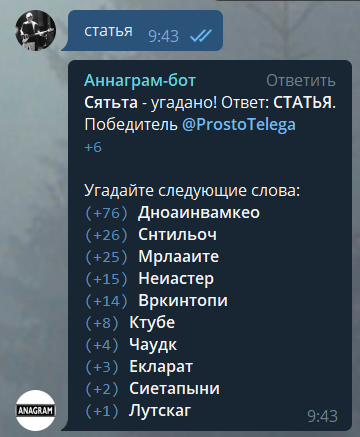 статья 9:43
Аннаграм-бот Ответить
Сятьта - угадано! Ответ: СТАТЬЯ.
Победитель @ProstoTelega
+6
Угадайте следующие слова:
(+76) Дноаинвамкео
(+26) Снтильоч
(+25) Мрлааите
(+15) Неиастер
(+14) Вркинтопи
(+8) Ктубе
(+4) Чаудк
(+3) Екларат
(+2) Сиетапыни
(+1) Лутскаг
ANAGRAM 9:43